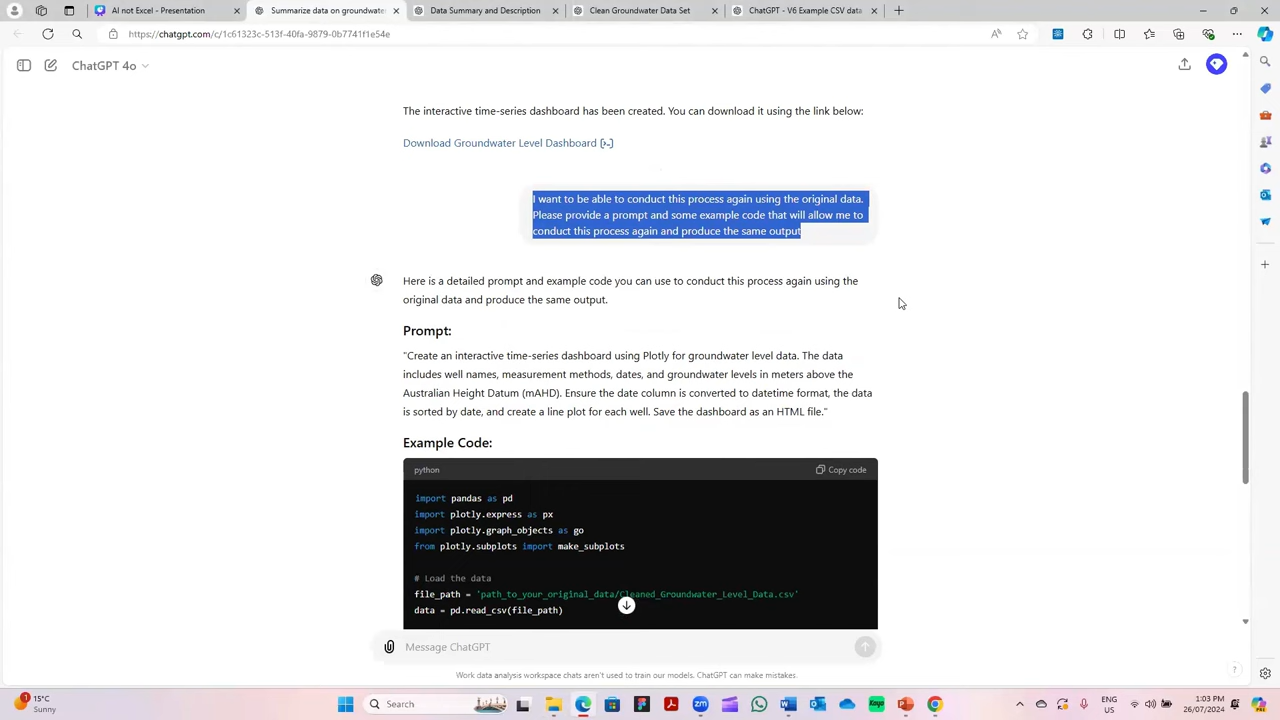 AI not Excel - Presentation
Summarize data on groundwate
Data Summary and Description
Clean Groundwater Data Set
ChatGPT - V6 Example CSV data
https://chatgpt.com/c/1c61323c-513f-40fa-9879-0b7741f1e54e
ChatGPT 4o
The interactive time-series dashboard has been created. You can download it using the link below:
Download Groundwater Level Dashboard [>-]
I want to be able to conduct this process again using the original data.
Please provide a prompt and some example code that will allow me to
conduct this process again and produce the same output
Here is a detailed prompt and example code you can use to conduct this process again using the
original data and produce the same output.
Prompt:
"Create an interactive time-series dashboard using Plotly for groundwater level data. The data
includes well names, measurement methods, dates, and groundwater levels in meters above the
Australian Height Datum (mAHD). Ensure the date column is converted to datetime format, the data
is sorted by date, and create a line plot for each well. Save the dashboard as an HTML file."
Example Code:
python
Copy code
import pandas as pd
import plotly.express as px
import plotly.graph_objects as go
from plotly.subplots import make_subplots
# Load the data
file_path = 'path_to_your_original_data/Cleaned_Groundwater_Level_Data.csv'
data = pd.read_csv(file_path)
Message ChatGPT
Work data analysis workspace chats aren't used to train our models. ChatGPT can make mistakes.
?
1
15°C
Sunny
Search
zm
Kayo
ENG
US
1:03 PM
26/07/2024